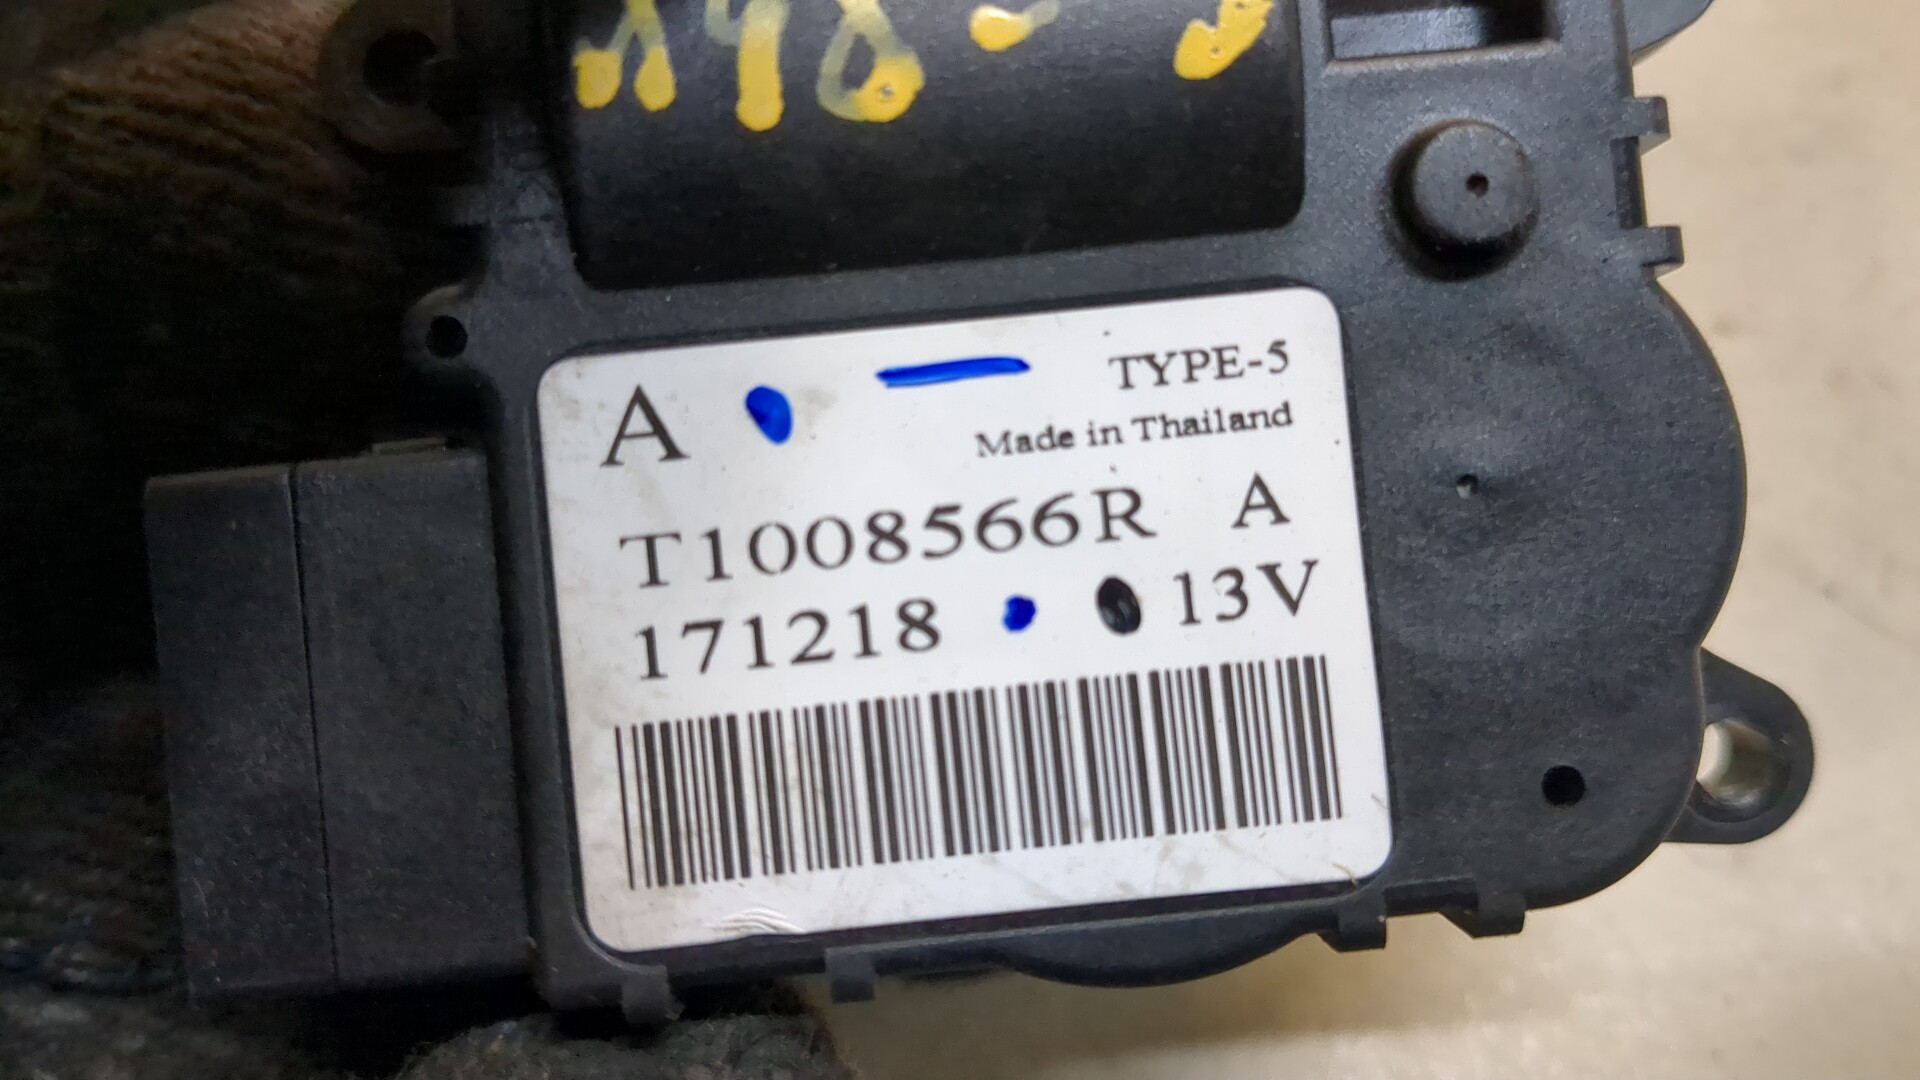 A TYPE-5
Made in Thailand
T1008566R A
171218 13V